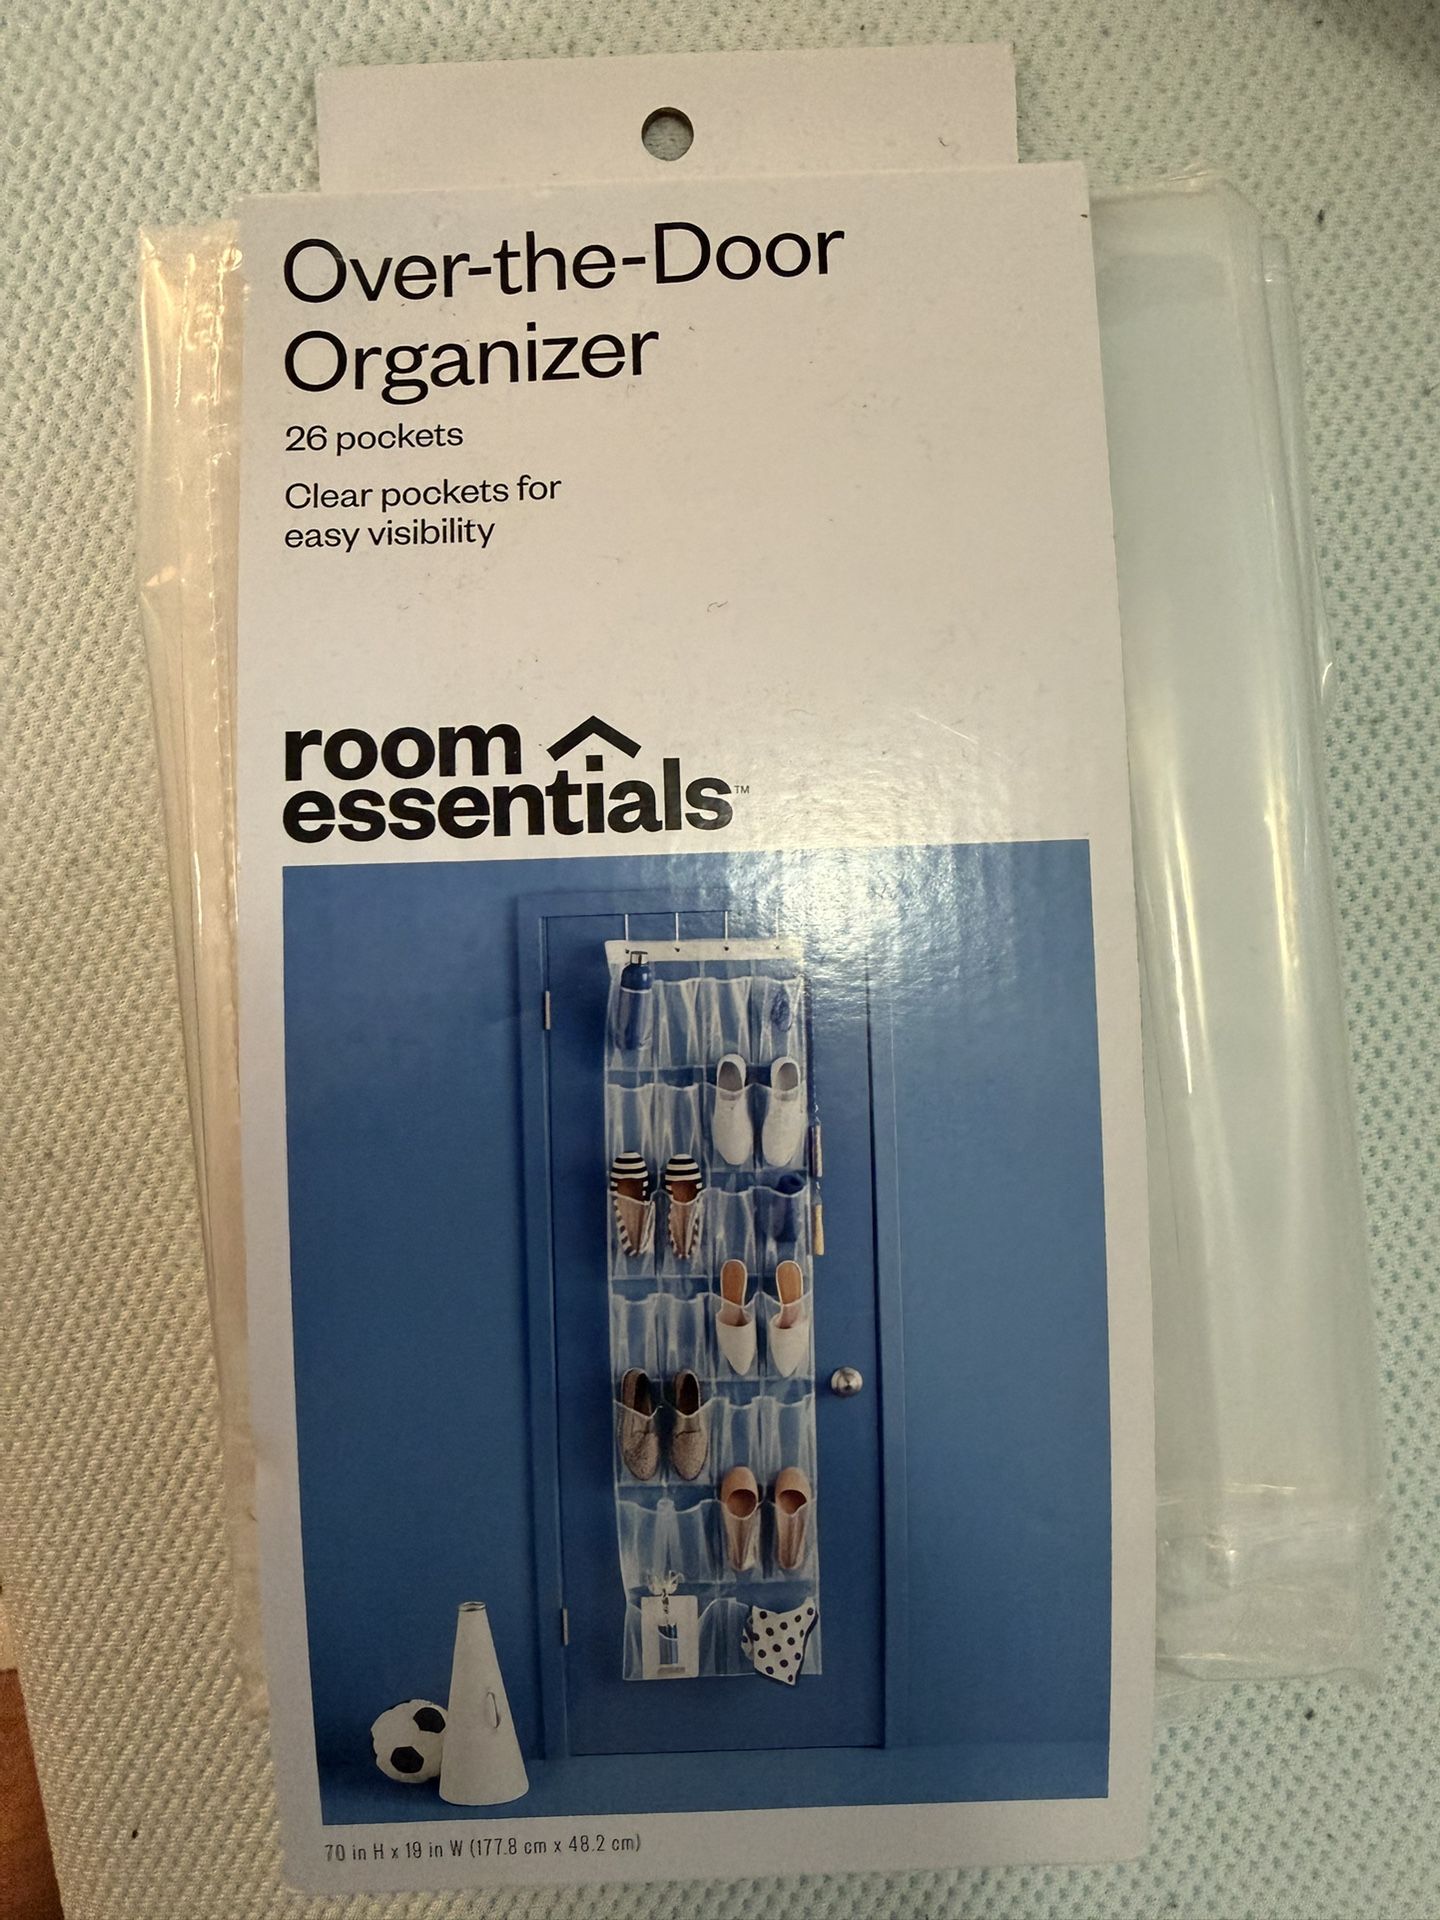 Over-the-Door
Organizer
26 pockets
Clear pockets for
easy visibility
room
essentials™
70 in H x 19 in W (177.8 cm x 48.2 cm)